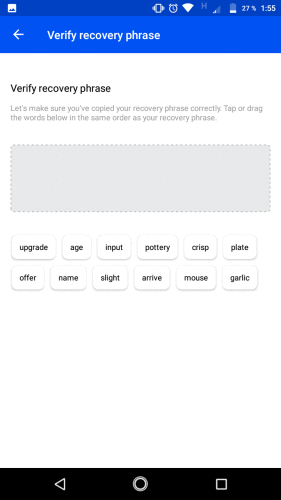 H 27 % 1:55
Verify recovery phrase
Verify recovery phrase
Let's make sure you've copied your recovery phrase correctly. Tap or drag
the words below in the same order as your recovery phrase.
upgrade age input pottery crisp plate
offer name slight arrive mouse garlic